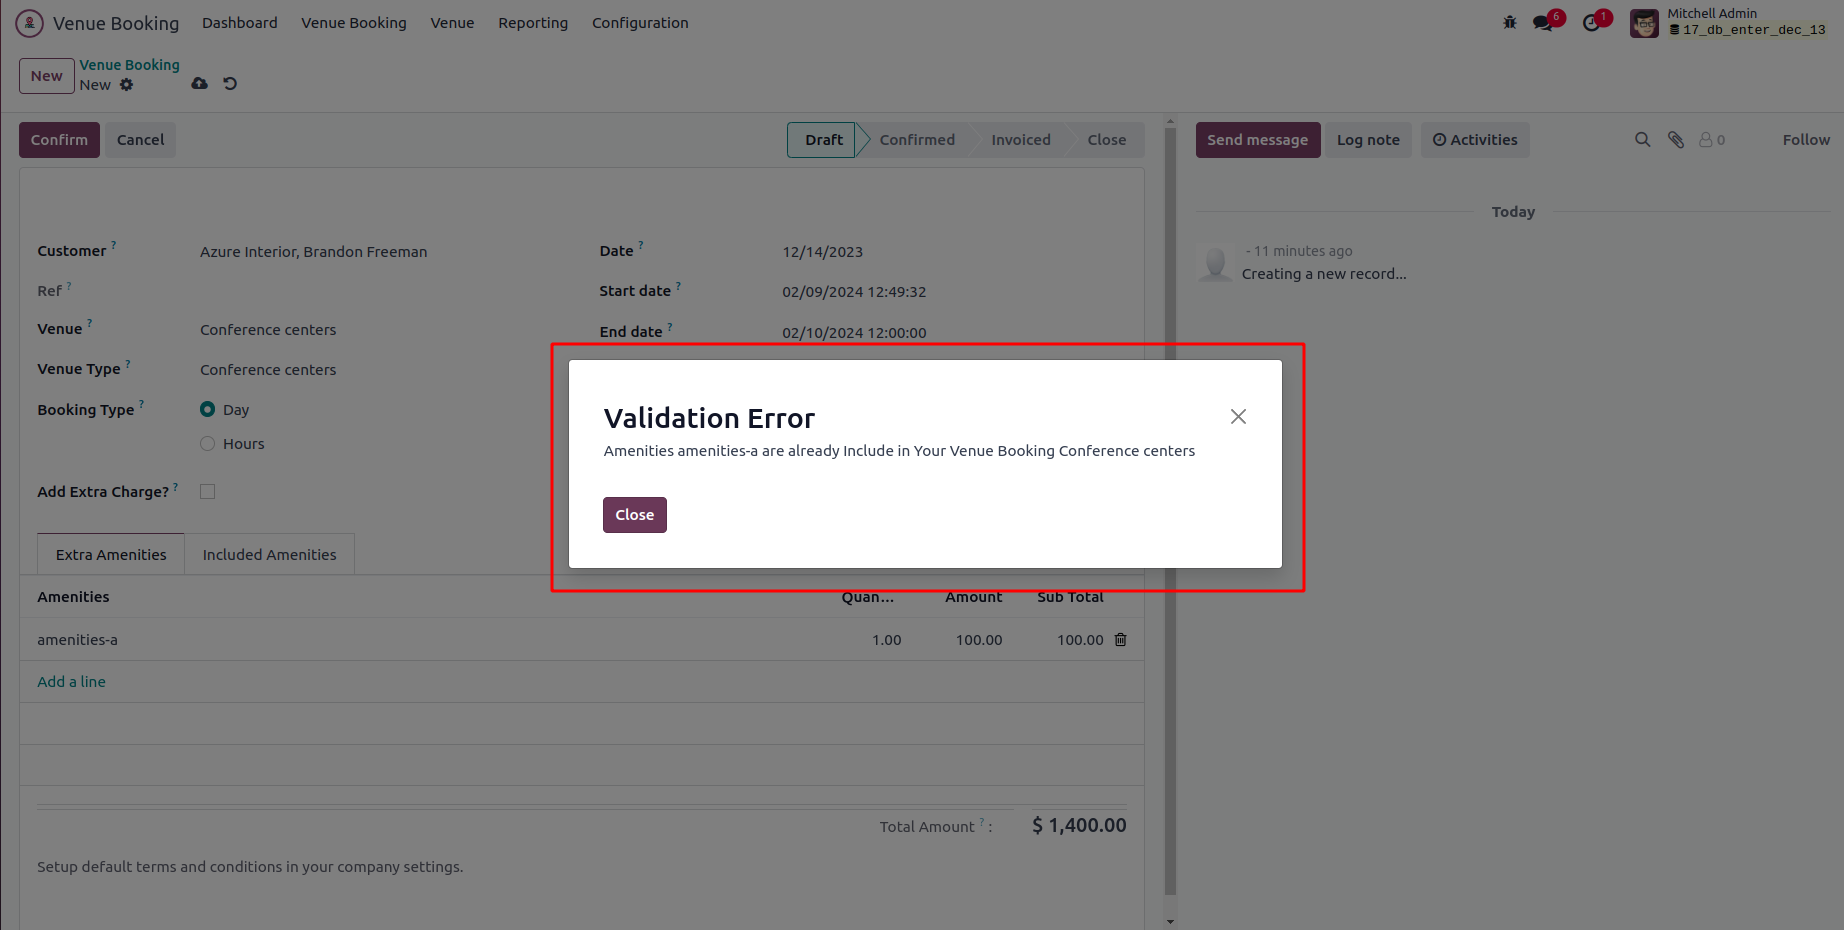 Venue Booking Dashboard Venue Booking Venue Reporting Configuration 6 1 Mitchell Admin
17_db_enter_dec_13
New Venue Booking
New
Confirm Cancel Draft Confirmed Invoiced Close Send message Log note Activities 0 Follow
Today
Customer ? Azure Interior, Brandon Freeman Date ? 12/14/2023
- 11 minutes ago
Creating a new record...
Ref ? Start date ? 02/09/2024 12:49:32
Venue ? Conference centers End date ? 02/10/2024 12:00:00
Venue Type ? Conference centers
Booking Type ? Day
Hours
Add Extra Charge? ?
Validation Error
Amenities amenities-a are already Include in Your Venue Booking Conference centers
Close
Extra Amenities Included Amenities
Amenities Quan... Amount Sub Total
amenities-a 1.00 100.00 100.00
Add a line
Total Amount ? : $ 1,400.00
Setup default terms and conditions in your company settings.